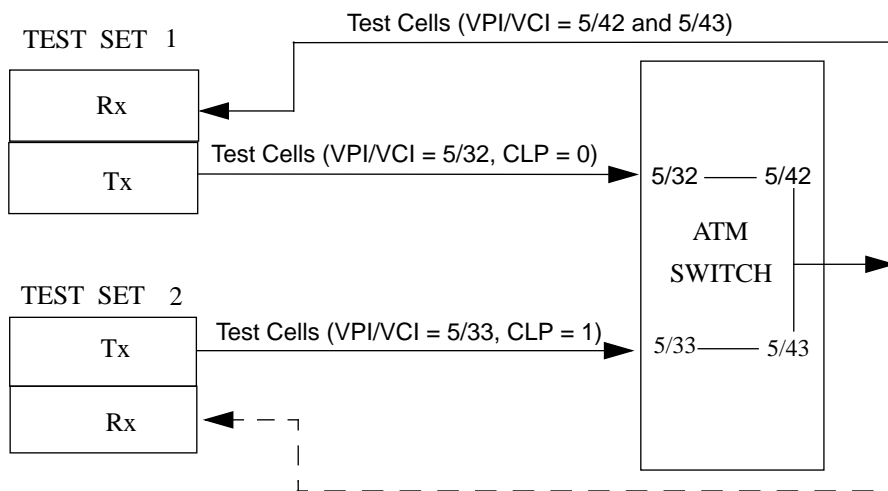 Test Cells (VPI/VCI = 5/42 and 5/43)
TEST SET 1
Rx
Tx
Test Cells (VPI/VCI = 5/32, CLP = 0)
5/32 5/42
ATM
SWITCH
TEST SET 2
Tx
Test Cells (VPI/VCI = 5/33, CLP = 1)
5/33 5/43
Rx